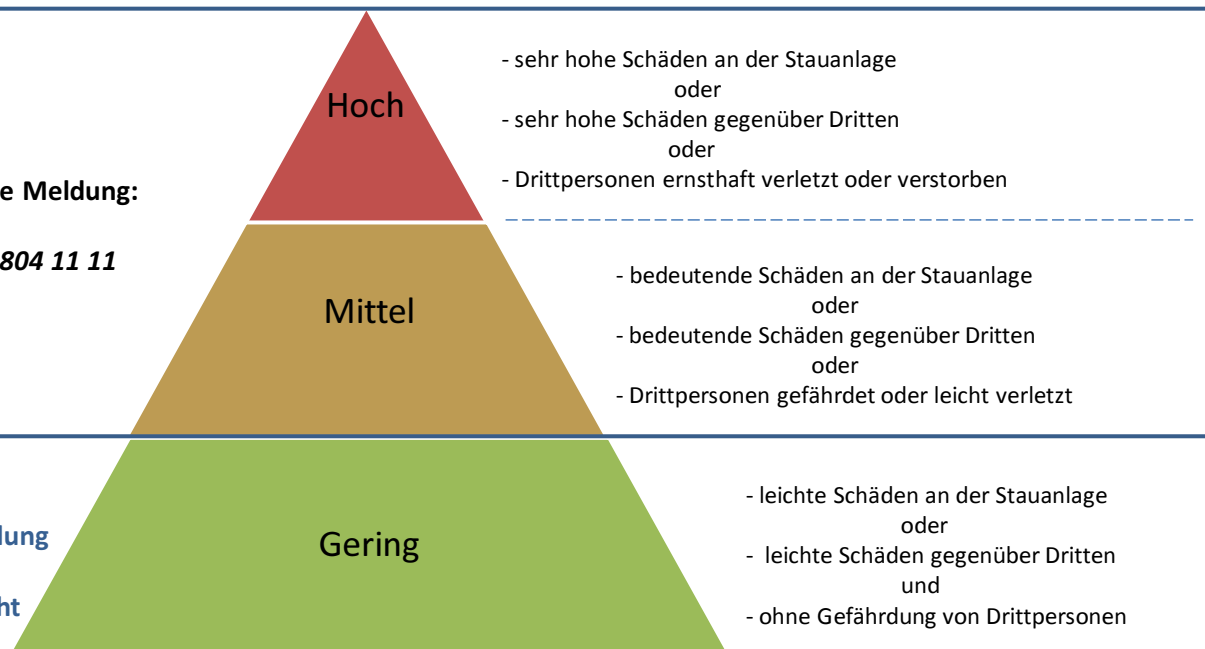 Hoch
- sehr hohe Schäden an der Stauanlage
oder
- sehr hohe Schäden gegenüber Dritten
oder
- Drittpersonen ernsthaft verletzt oder verstorben
e Meldung:
804 11 11
Mittel
- bedeutende Schäden an der Stauanlage
oder
- bedeutende Schäden gegenüber Dritten
oder
- Drittpersonen gefährdet oder leicht verletzt
dung
ht
Gering
- leichte Schäden an der Stauanlage
oder
- leichte Schäden gegenüber Dritten
und
- ohne Gefährdung von Drittpersonen